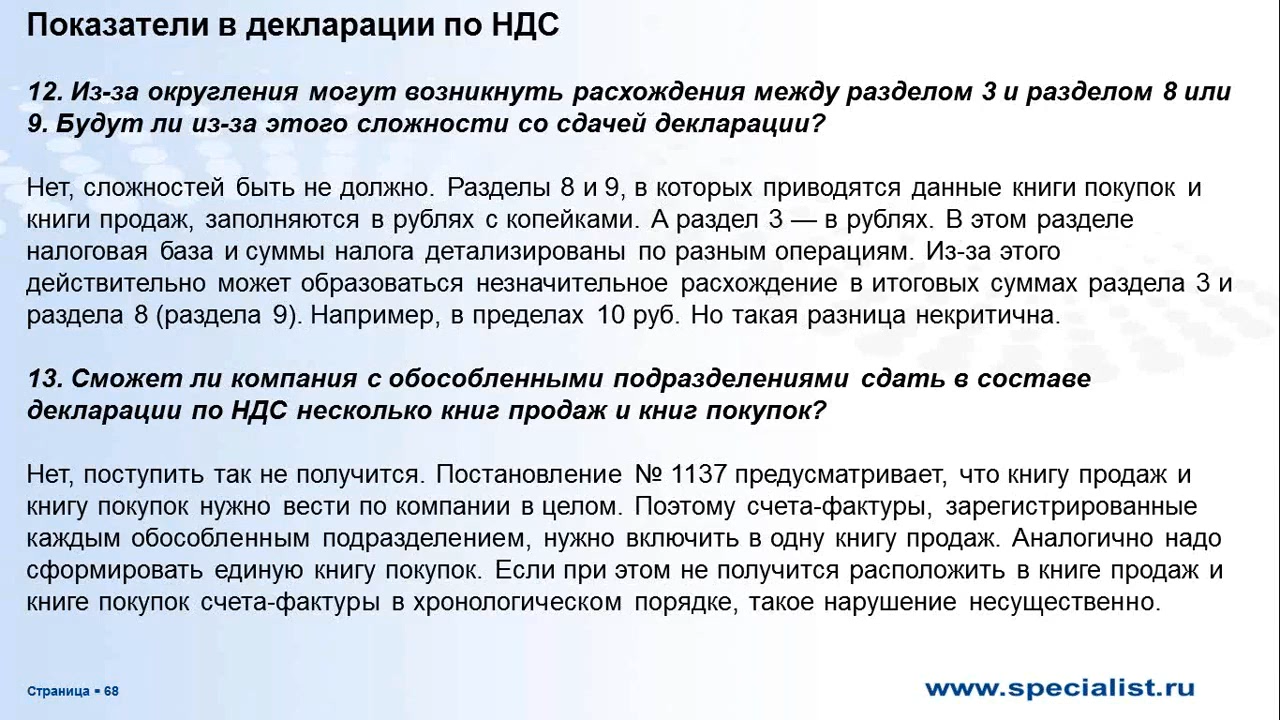 Показатели в декларации по НДС
12. Из-за округления могут возникнуть расхождения между разделом 3 и разделом 8 или
9. Будут ли из-за этого сложности со сдачей декларации?
Нет, сложностей быть не должно. Разделы 8 и 9, в которых приводятся данные книги покупок и
книги продаж, заполняются в рублях с копейками. А раздел 3 — в рублях. В этом разделе
налоговая база и суммы налога детализированы по разным операциям. Из-за этого
действительно может образоваться незначительное расхождение в итоговых суммах раздела 3 и
раздела 8 (раздела 9). Например, в пределах 10 руб. Но такая разница некритична.
13. Сможет ли компания с обособленными подразделениями сдать в составе
декларации по НДС несколько книг продаж и книг покупок?
Нет, поступить так не получится. Постановление № 1137 предусматривает, что книгу продаж и
книгу покупок нужно вести по компании в целом. Поэтому счета-фактуры, зарегистрированные
каждым обособленным подразделением, нужно включить в одну книгу продаж. Аналогично надо
сформировать единую книгу покупок. Если при этом не получится расположить в книге продаж и
книге покупок счета-фактуры в хронологическом порядке, такое нарушение несущественно.
Страница ▪ 68
www.specialist.ru